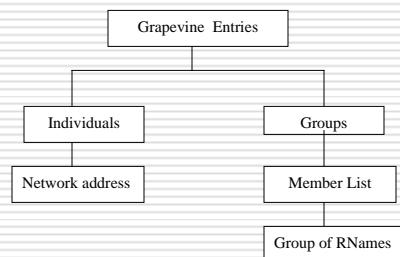 Grapevine Entries
Individuals
Groups
Network address
Member List
Group of RNames